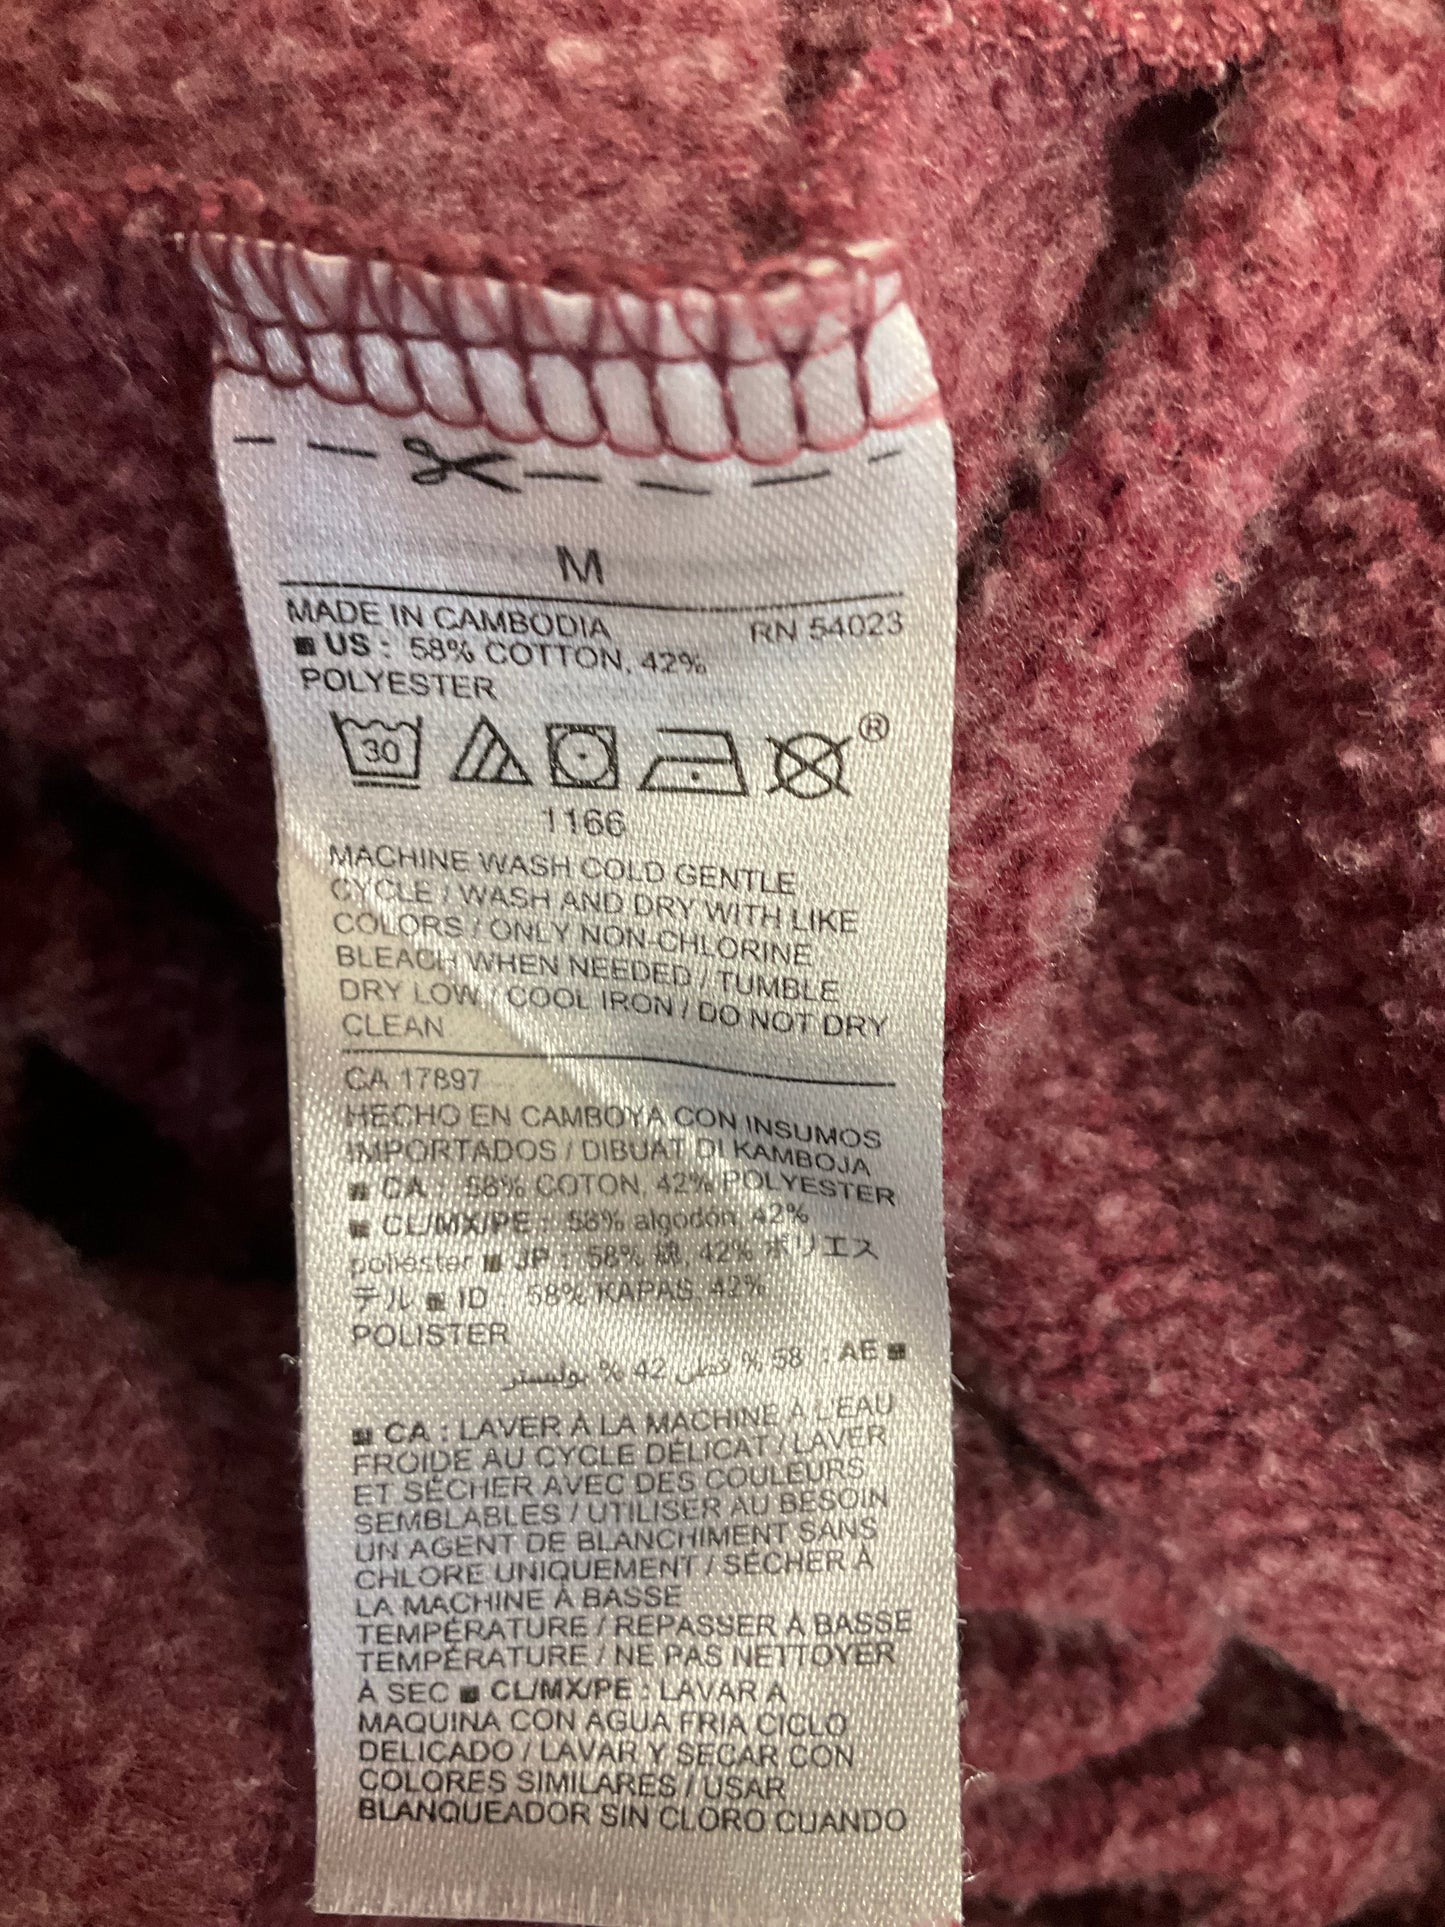 M
MADE IN CAMBODIA RN 54023
US : 58% COTTON, 42%
POLYESTER
30 ®
1166
MACHINE WASH COLD GENTLE
CYCLE / WASH AND DRY WITH LIKE
COLORS / ONLY NON-CHLORINE
BLEACH WHEN NEEDED / TUMBLE
DRY LOW / COOL IRON / DO NOT DRY
CLEAN
CA 17897
HECHO EN CAMBOYA CON INSUMOS
IMPORTADOS / DIBUAT DI KAMBOJA
CA : 58% COTON, 42% POLYESTER
CL/MX/PE : 58% algodón, 42%
poliéster JP : 58% 綿, 42% ポリエス
テル ID : 58% KAPAS, 42%
POLISTER
AE : 58 % قطن, 42 % بوليستر
CA : LAVER À LA MACHINE À L'EAU
FROIDE AU CYCLE DÉLICAT / LAVER
ET SÉCHER AVEC DES COULEURS
SEMBLABLES / UTILISER AU BESOIN
UN AGENT DE BLANCHIMENT SANS
CHLORE UNIQUEMENT / SÉCHER À
LA MACHINE À BASSE
TEMPÉRATURE / REPASSER À BASSE
TEMPÉRATURE / NE PAS NETTOYER
À SEC CL/MX/PE : LAVAR A
MAQUINA CON AGUA FRIA CICLO
DELICADO / LAVAR Y SECAR CON
COLORES SIMILARES / USAR
BLANQUEADOR SIN CLORO CUANDO